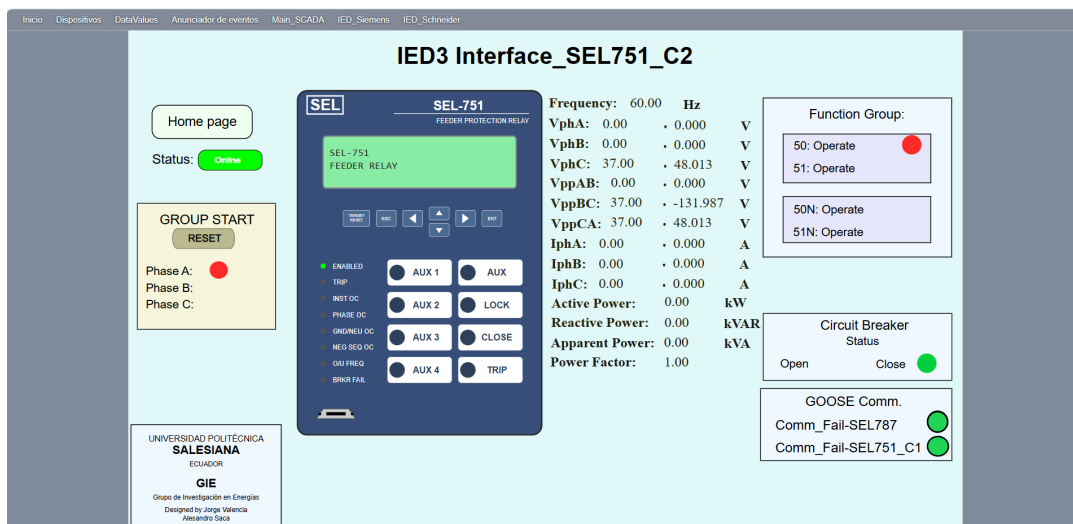 Inicio Dispositivos DataValues Anunciador de eventos Main_SCADA IED_Siemens IED_Schneider
IED3 Interface_SEL751_C2
Home page
Status: Online
GROUP START
RESET
Phase A:
Phase B:
Phase C:
UNIVERSIDAD POLITÉCNICA
SALESIANA
ECUADOR
GIE
Grupo de Investigación en Energías
Designed by:Jorge Valencia
Alesandro Saca
SEL
SEL-751
FEEDER PROTECTION RELAY
SEL-751
FEEDER RELAY
TARGET
RESET
ESC
ENT
ENABLED
TRIP
INST OC
PHASE OC
GND/NEU OC
NEG SEQ OC
O/U FREQ
BRKR FAIL
AUX 1 AUX
AUX 2 LOCK
AUX 3 CLOSE
AUX 4 TRIP
Frequency: 60.00 Hz
VphA: 0.00 . 0.000 V
VphB: 0.00 . 0.000 V
VphC: 37.00 . 48.013 V
VppAB: 0.00 . 0.000 V
VppBC: 37.00 . -131.987 V
VppCA: 37.00 . 48.013 V
IphA: 0.00 . 0.000 A
IphB: 0.00 . 0.000 A
IphC: 0.00 . 0.000 A
Active Power: 0.00 kW
Reactive Power: 0.00 kVAR
Apparent Power: 0.00 kVA
Power Factor: 1.00
Function Group:
50: Operate
51: Operate
50N: Operate
51N: Operate
Circuit Breaker
Status
Open Close
GOOSE Comm.
Comm_Fail-SEL787
Comm_Fail-SEL751_C1